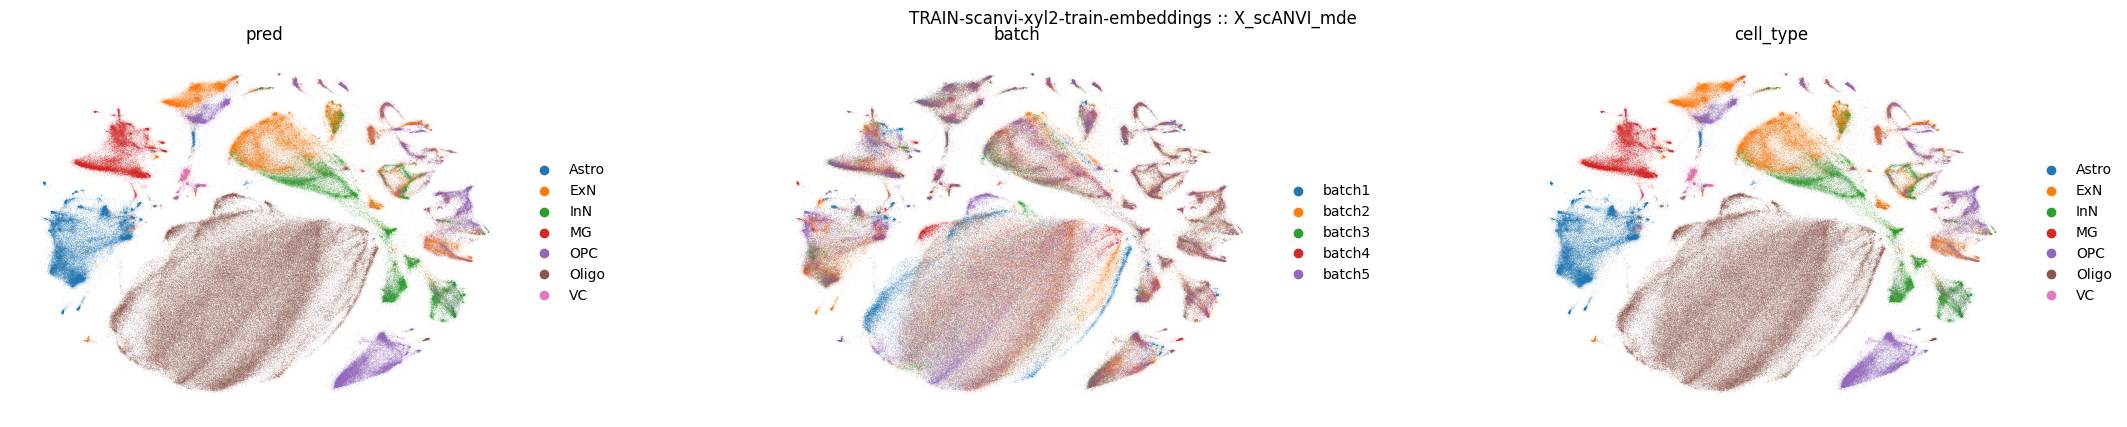 TRAIN-scanvi-xyl2-train-embeddings :: X_scANVI_mde
pred
Astro
ExN
InN
MG
OPC
Oligo
VC
batch
batch1
batch2
batch3
batch4
batch5
cell_type
Astro
ExN
InN
MG
OPC
Oligo
VC